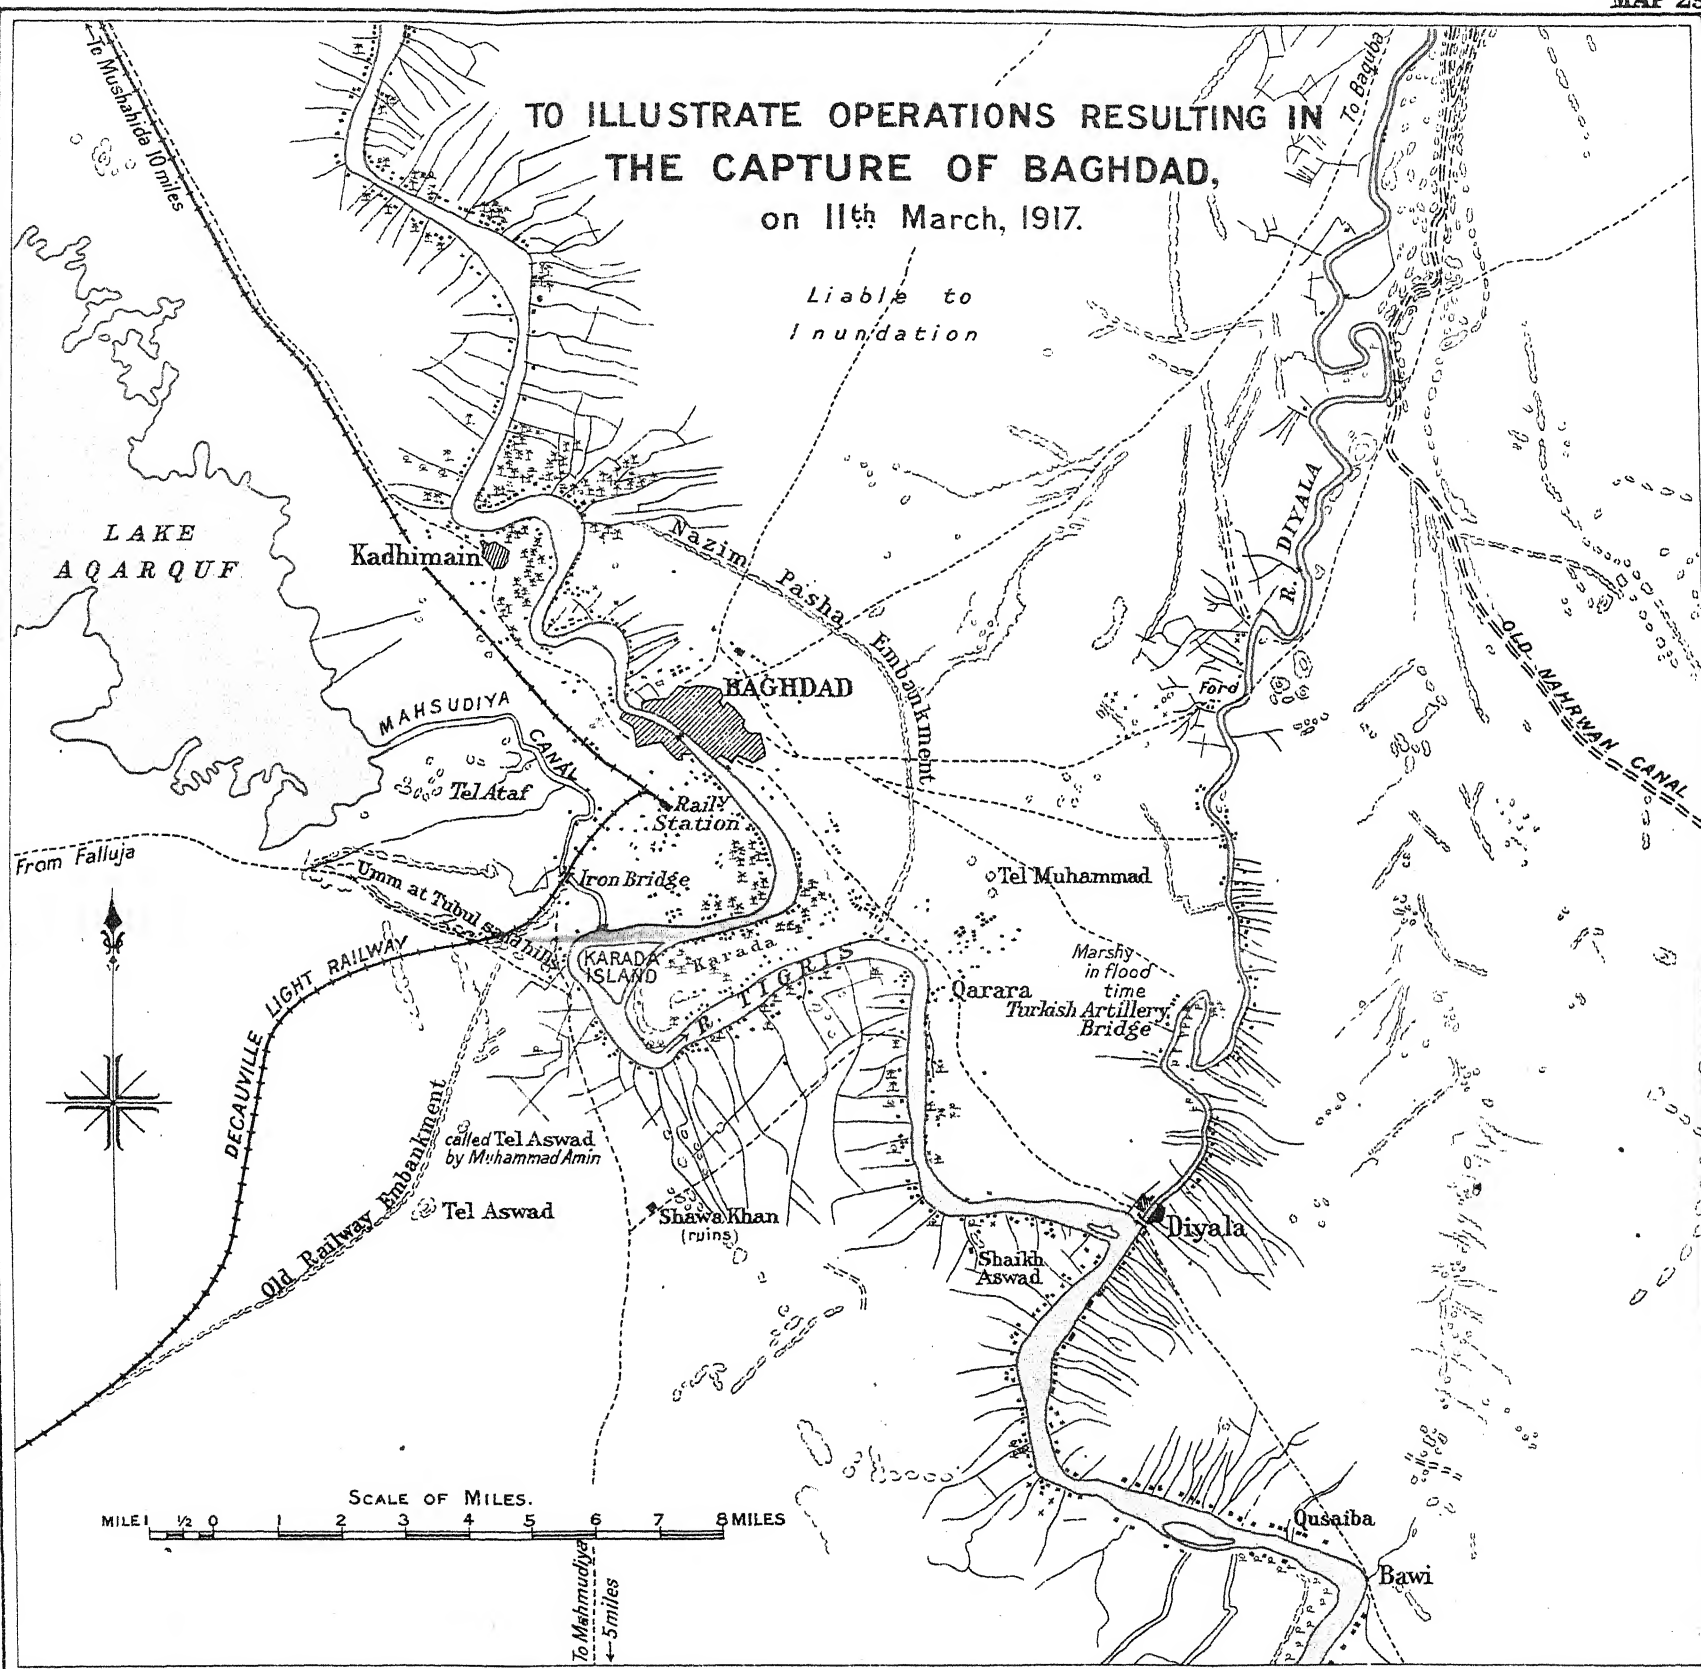 MAP 25
TO ILLUSTRATE OPERATIONS RESULTING IN
THE CAPTURE OF BAGHDAD,
on 11th March, 1917.
←To Mushahida 10 miles
To Baquba
Liable to
Inundation
LAKE
AQARQUF
Kadhimain
Nazim Pasha Embankment
R. DIYALA
OLD NAHRWAN CANAL
BAGHDAD
Ford
MAHSUDIYA CANAL
Tel Ataf
Raily
Station
From Falluja
Umm at Tubul sand hills
Iron Bridge
Tel Muhammad
KARADA
ISLAND
Karada
R. TIGRIS
Qarara
Marshy
in flood
time
Turkish Artillery
Bridge
DECAUVILLE LIGHT RAILWAY
Old Railway Embankment
called Tel Aswad
by Muhammad Amin
Tel Aswad
Shawa Khan
(ruins)
Diyala
Shaikh
Aswad
Qusaiba
Bawi
SCALE OF MILES.
MILE 1 ½ 0 1 2 3 4 5 6 7 8 MILES
To Mahmudiya
←5 miles